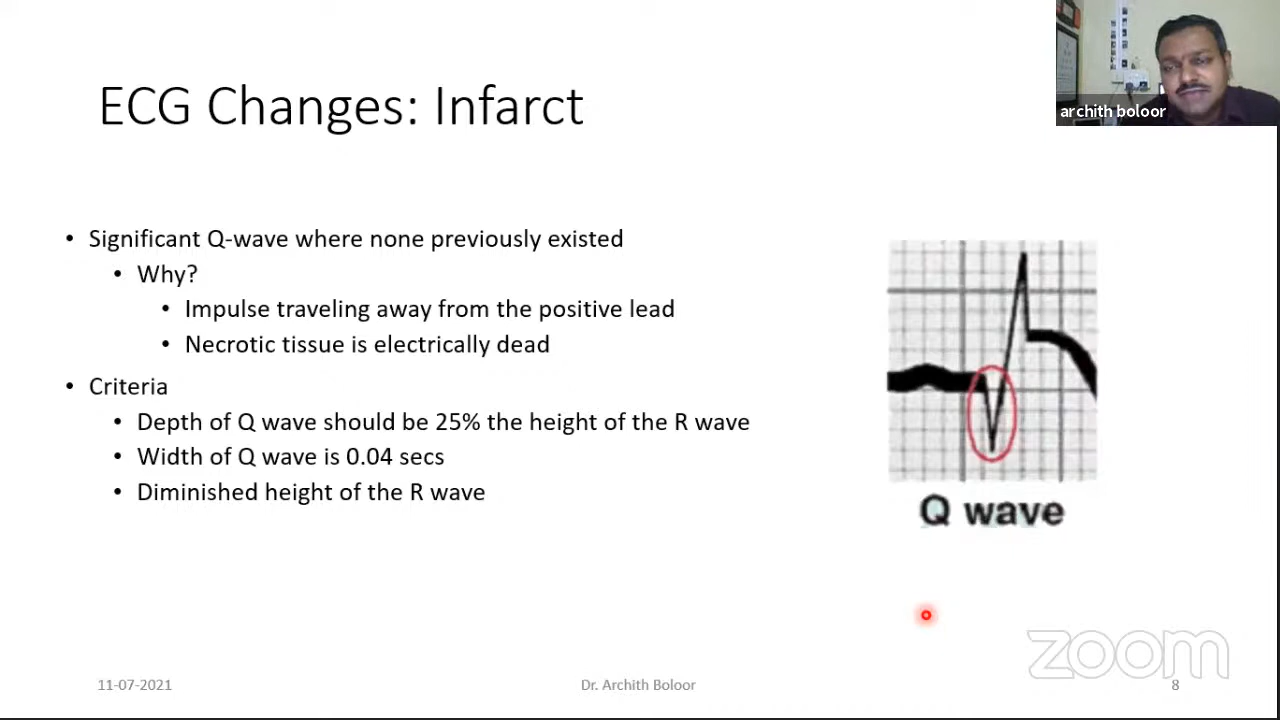 ECG Changes: Infarct
archith boloor
• Significant Q-wave where none previously existed
• Why?
• Impulse traveling away from the positive lead
• Necrotic tissue is electrically dead
• Criteria
• Depth of Q wave should be 25% the height of the R wave
• Width of Q wave is 0.04 secs
• Diminished height of the R wave
Q wave
zoom
11-07-2021
Dr. Archith Boloor
8